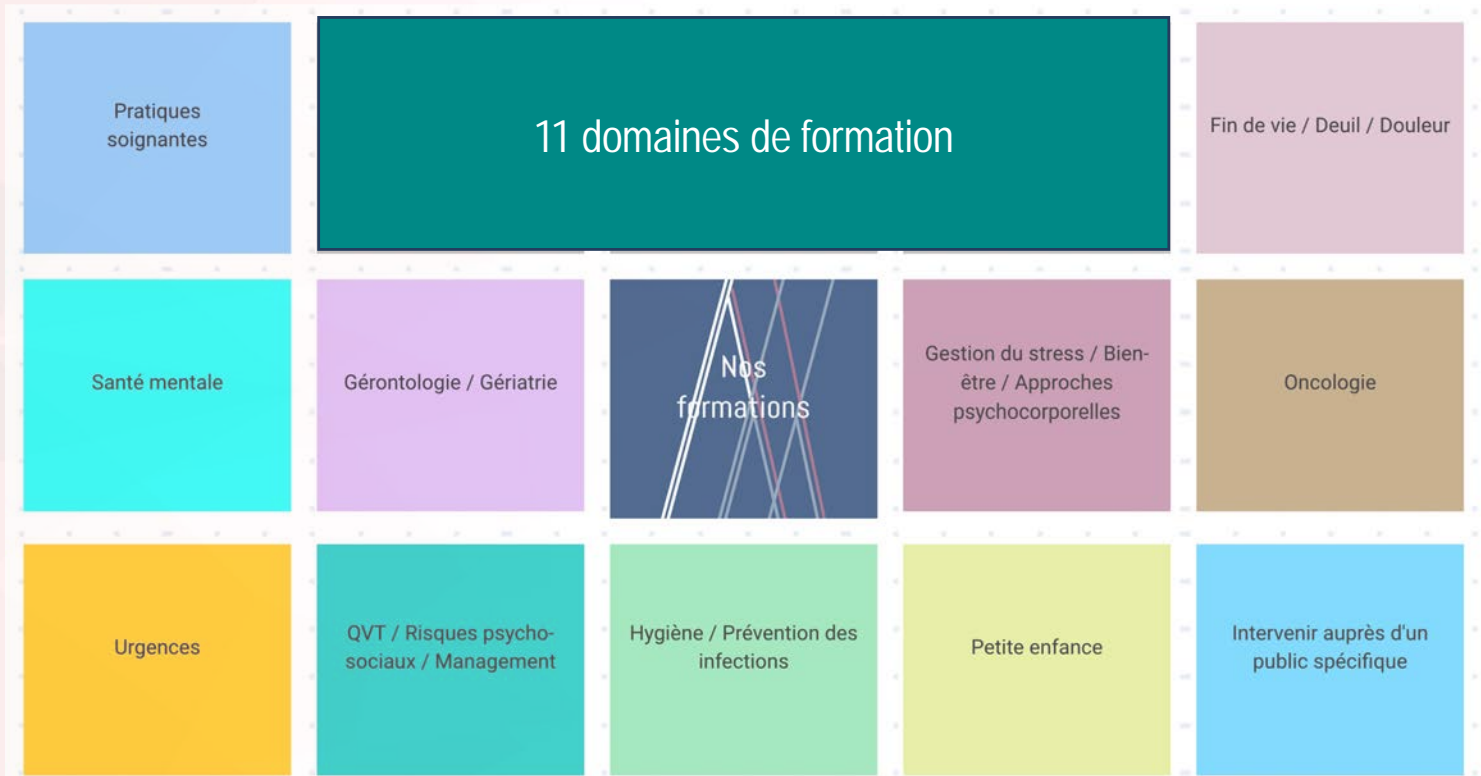 Pratiques
soignantes
11 domaines de formation
Fin de vie / Deuil / Douleur
Santé mentale
Gérontologie / Gériatrie
Nos
formations
Gestion du stress / Bien-
être / Approches
psychocorporelles
Oncologie
Urgences
QVT / Risques psycho-
sociaux / Management
Hygiène / Prévention des
infections
Petite enfance
Intervenir auprès d'un
public spécifique